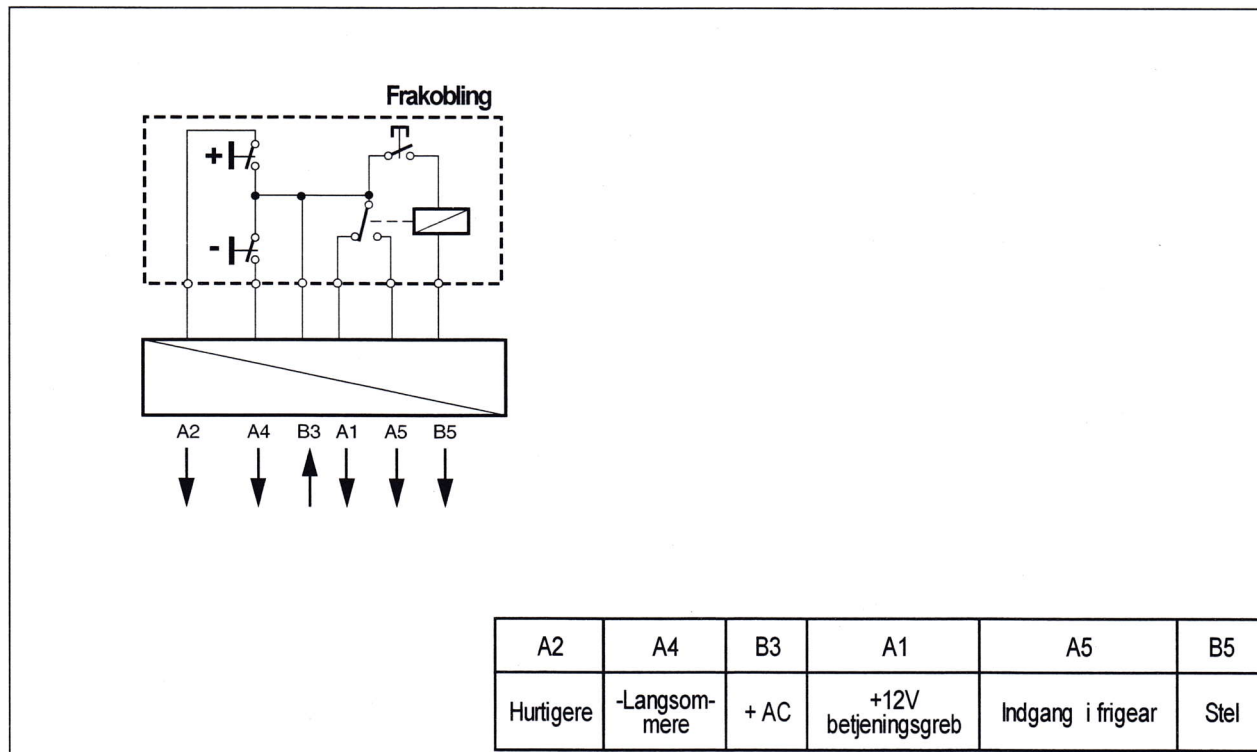 Frakobling
+
-
A2 A4 B3 A1 A5 B5
A2 A4 B3 A1 A5 B5
Hurtigere -Langsom-mere + AC +12V betjeningsgreb Indgang i frigear Stel